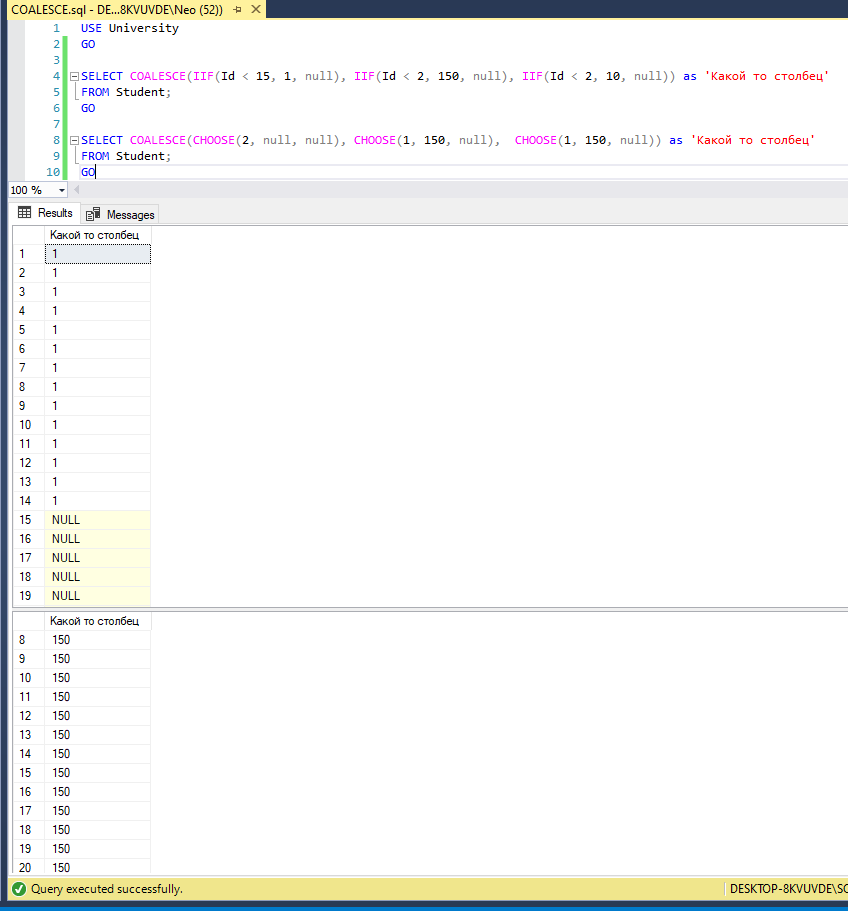 COALESCE.sql - DE...8KVUVDE\Neo (52))
1 USE University
2 GO
3
4 SELECT COALESCE(IIF(Id < 15, 1, null), IIF(Id < 2, 150, null), IIF(Id < 2, 10, null)) as 'Какой то столбец'
5 FROM Student;
6 GO
7
8 SELECT COALESCE(CHOOSE(2, null, null), CHOOSE(1, 150, null),  CHOOSE(1, 150, null)) as 'Какой то столбец'
9 FROM Student;
10 GO
100 %
Results Messages
Какой то столбец
1 1
2 1
3 1
4 1
5 1
6 1
7 1
8 1
9 1
10 1
11 1
12 1
13 1
14 1
15 NULL
16 NULL
17 NULL
18 NULL
19 NULL
Какой то столбец
8 150
9 150
10 150
11 150
12 150
13 150
14 150
15 150
16 150
17 150
18 150
19 150
20 150
Query executed successfully. DESKTOP-8KVUVDE\SC